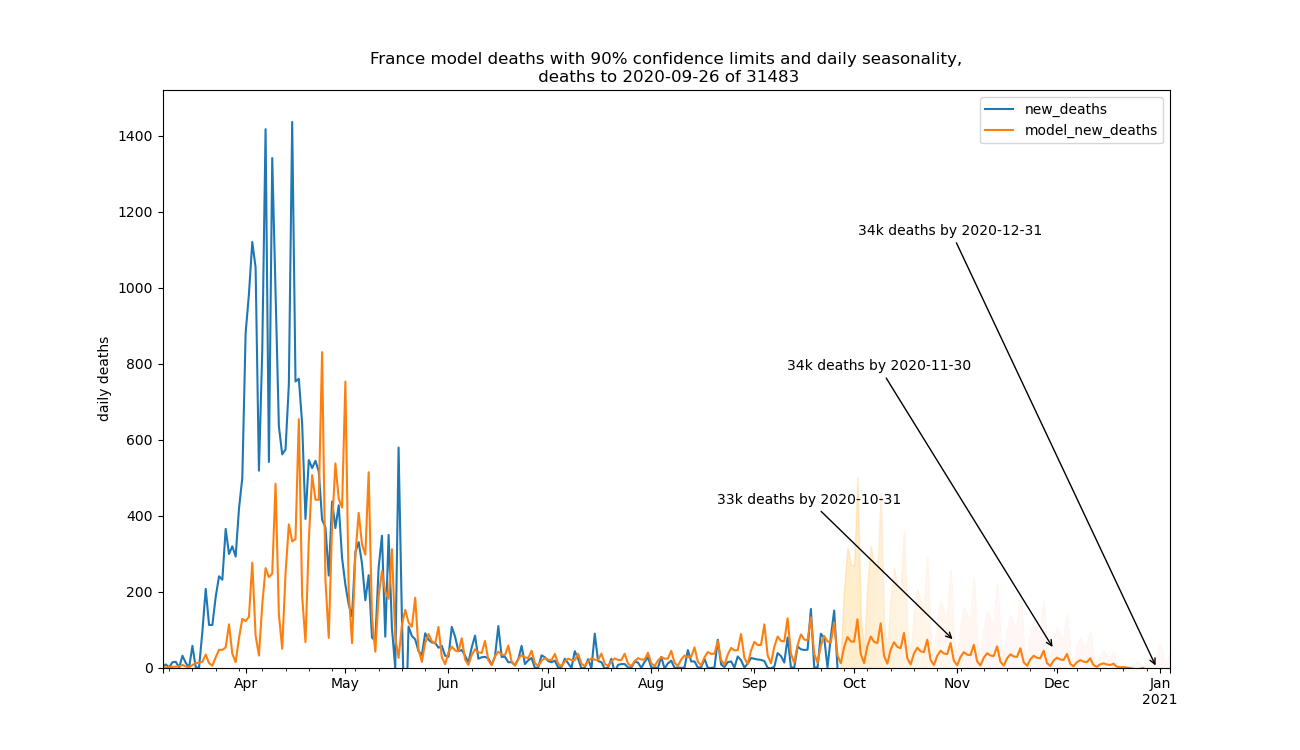 France model deaths with 90% confidence limits and daily seasonality,
deaths to 2020-09-26 of 31483
new_deaths
model_new_deaths
1400
1200
1000
800
600
400
200
0
daily deaths
34k deaths by 2020-12-31
34k deaths by 2020-11-30
33k deaths by 2020-10-31
Apr May Jun Jul Aug Sep Oct Nov Dec Jan
2021